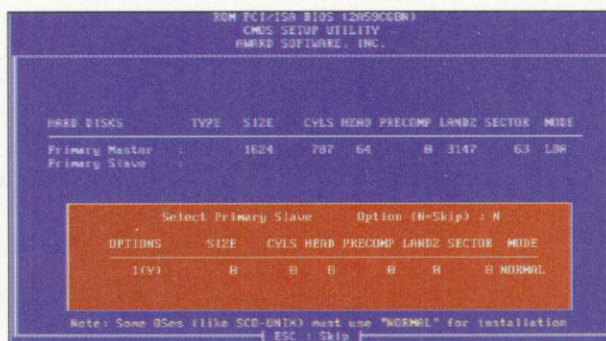 ROM PCI/ISA BIOS (2A59CGBN)
CMOS SETUP UTILITY
AWARD SOFTWARE, INC.
HARD DISKS TYPE SIZE CYLS HEAD PRECOMP LANDZ SECTOR MODE
Primary Master : 1624 787 64 0 3147 63 LBA
Primary Slave :
Select Primary Slave Option (N=Skip) : N
OPTIONS SIZE CYLS HEAD PRECOMP LANDZ SECTOR MODE
1(Y) 0 0 0 0 0 0 NORMAL
Note: Some OSes (like SCO-UNIX) must use "NORMAL" for installation
ESC : Skip